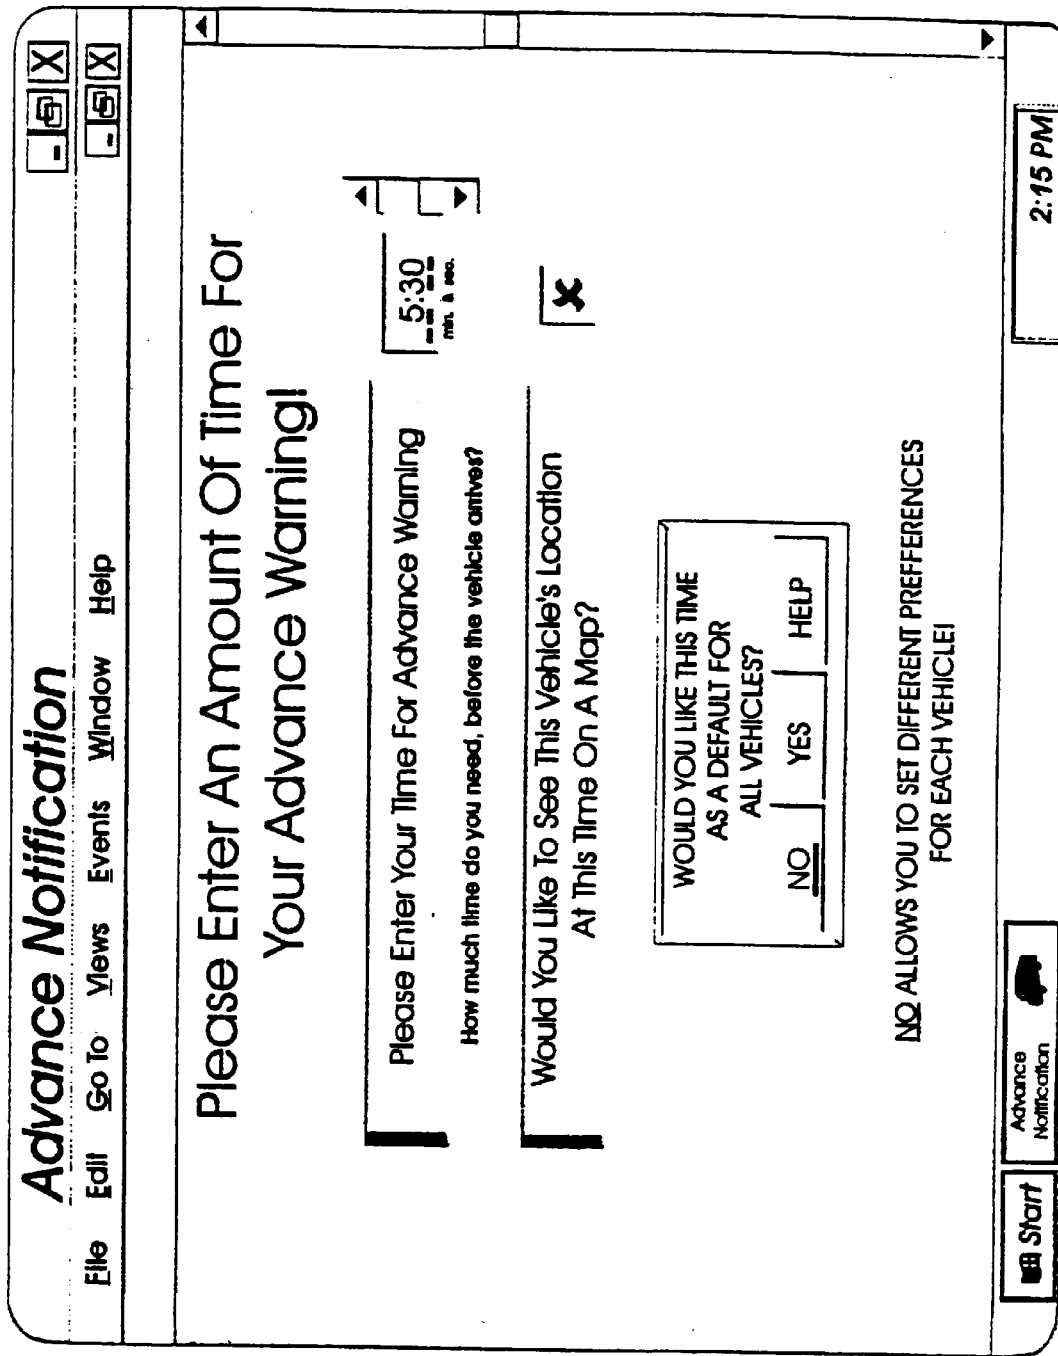 Advance Notification
File Edit Go To Views Events Window Help
Please Enter An Amount Of Time For
Your Advance Warning!
Please Enter Your Time For Advance Warning
5:30
min. & sec.
How much time do you need, before the vehicle arrives?
Would You Like To See This Vehicle's Location
At This Time On A Map?
X
WOULD YOU LIKE THIS TIME
AS A DEFAULT FOR
ALL VEHICLES?
NO YES HELP
NO ALLOWS YOU TO SET DIFFERENT PREFFERENCES
FOR EACH VEHICLE!
Start
Advance
Notification
2:15 PM